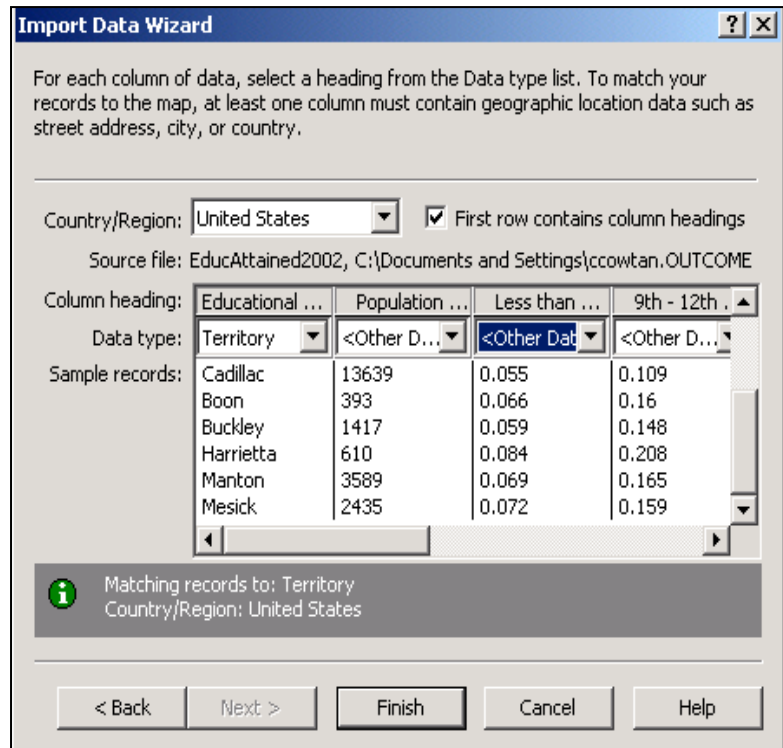 Import Data Wizard
For each column of data, select a heading from the Data type list. To match your
records to the map, at least one column must contain geographic location data such as
street address, city, or country.
Country/Region: United States First row contains column headings
Source file: EducAttained2002, C:\Documents and Settings\ccowtan.OUTCOME
Column heading: Educational ... Population ... Less than ... 9th - 12th .
Data type: Territory <Other D... <Other Dat <Other D...
Sample records: Cadillac 13639 0.055 0.109
Boon 393 0.066 0.16
Buckley 1417 0.059 0.148
Harrietta 610 0.084 0.208
Manton 3589 0.069 0.165
Mesick 2435 0.072 0.159
Matching records to: Territory
Country/Region: United States
< Back Next > Finish Cancel Help